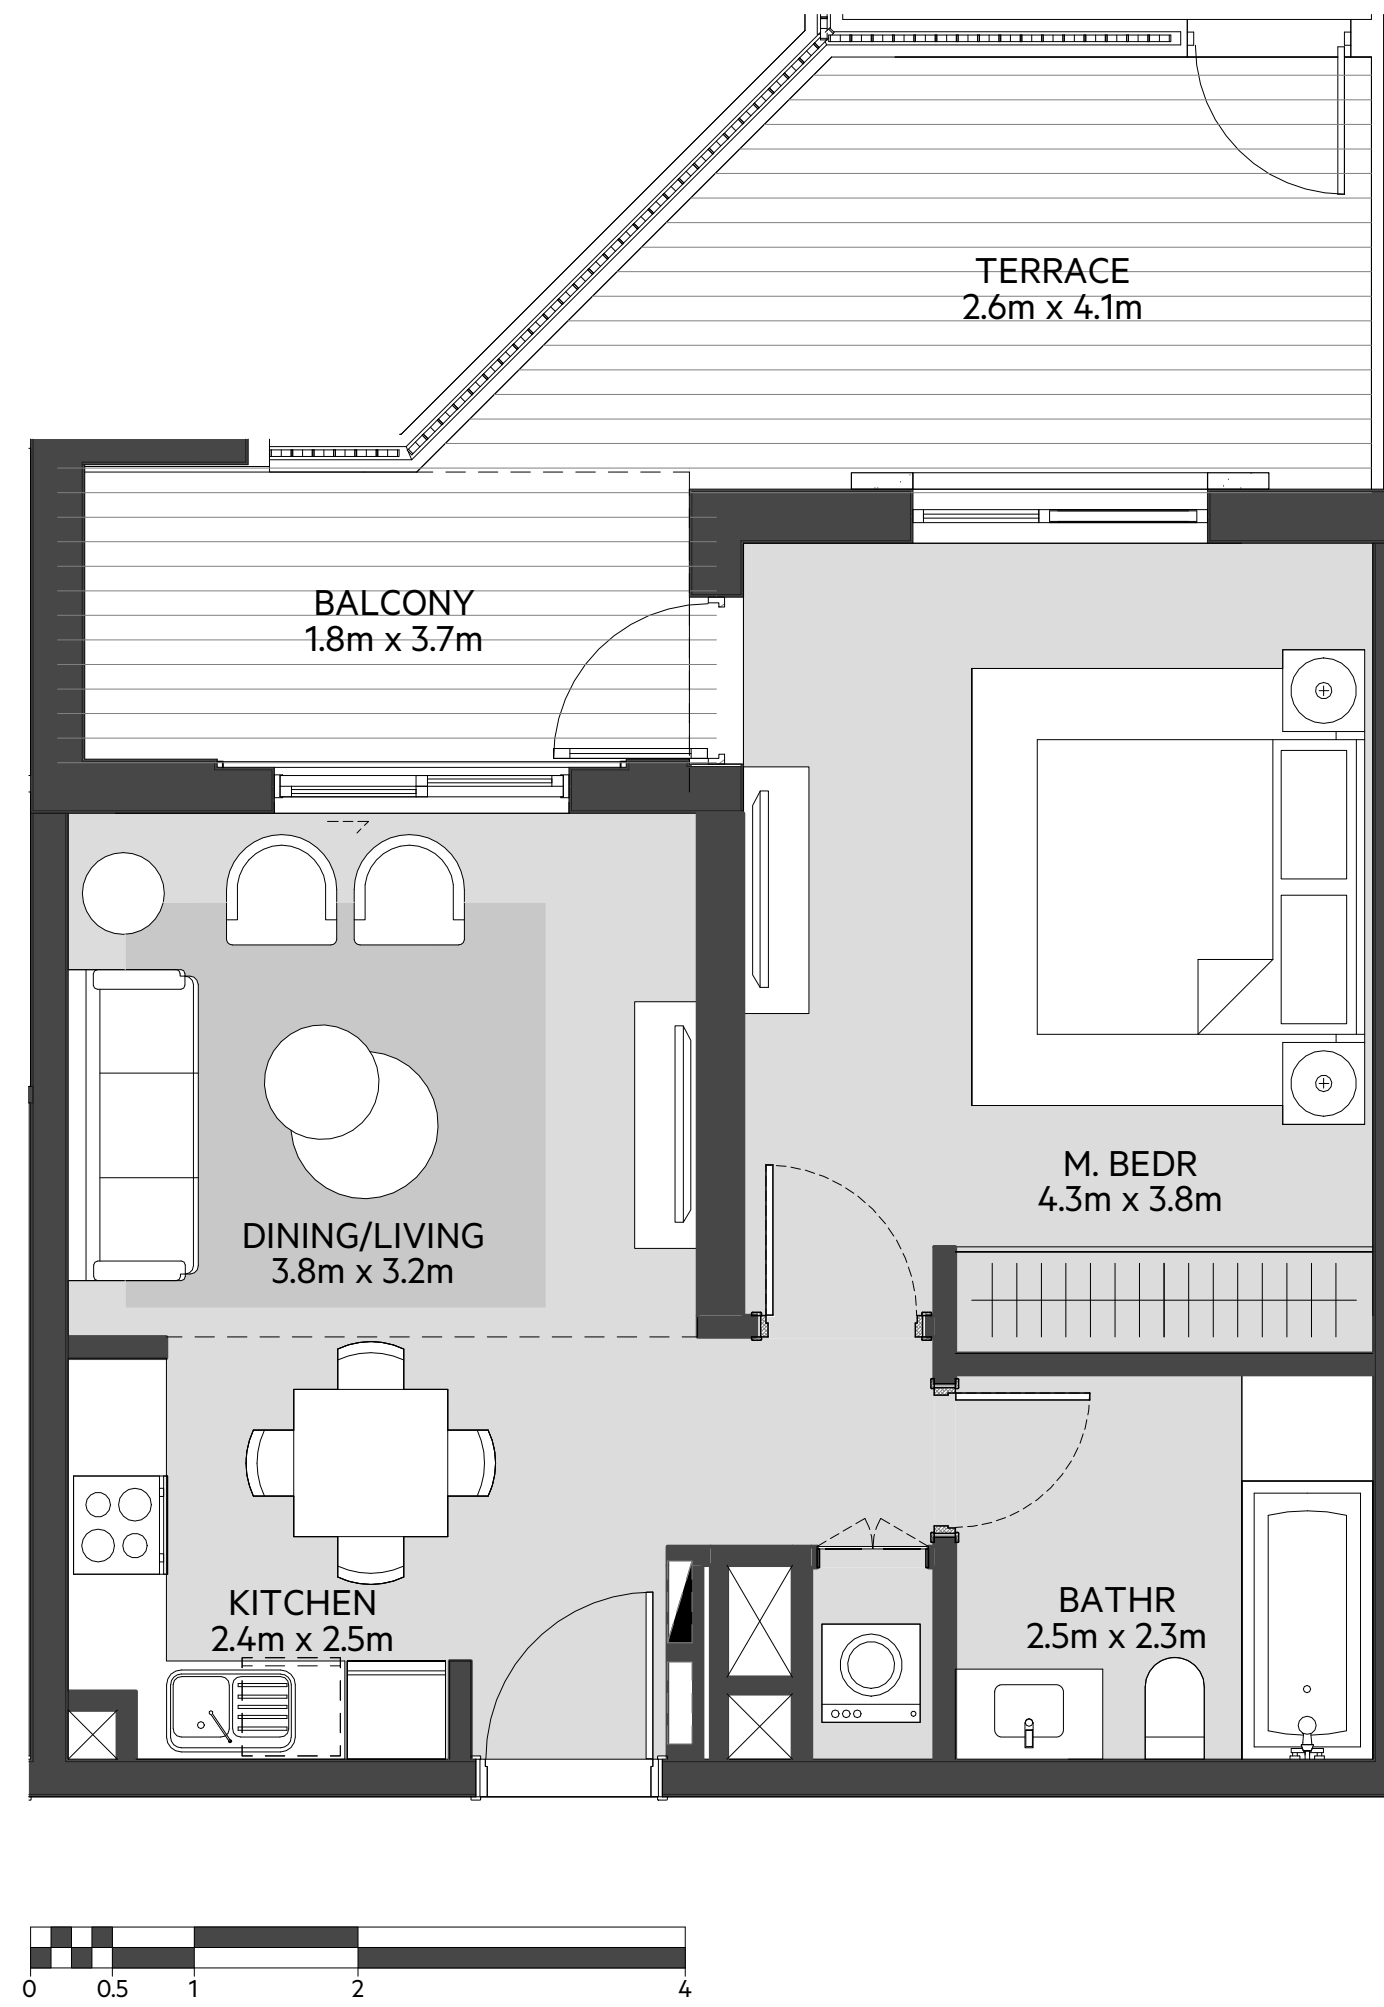 TERRACE
2.6m x 4.1m
BALCONY
1.8m x 3.7m
M. BEDR
4.3m x 3.8m
DINING/LIVING
3.8m x 3.2m
KITCHEN
2.4m x 2.5m
BATHR
2.5m x 2.3m
0 0.5 1 2 4